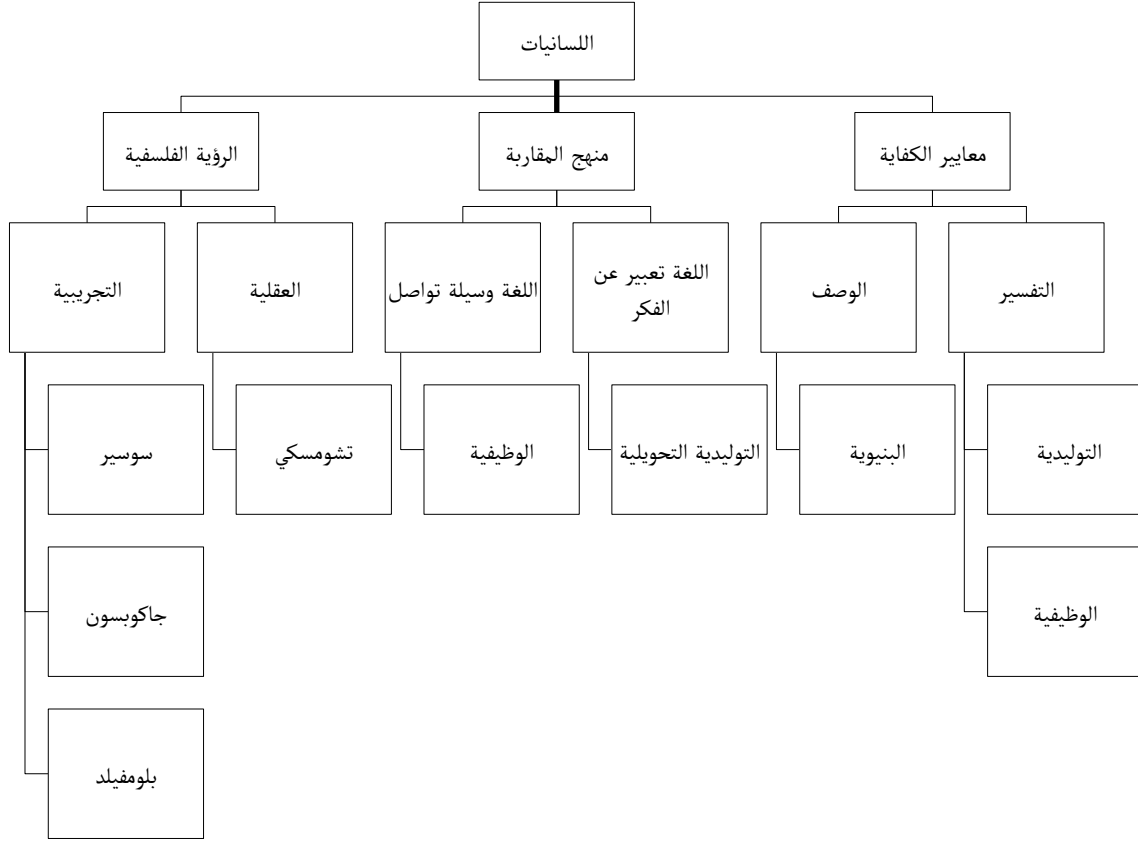 اللسانيات
معايير الكفاية
منهج المقاربة
الرؤية الفلسفية
التفسير
الوصف
اللغة تعبير عن
الفكر
اللغة وسيلة تواصل
العقلية
التجريبية
التوليدية
البنيوية
التوليدية التحويلية
الوظيفية
تشومسكي
سوسير
الوظيفية
جاكوبسون
بلومفيلد